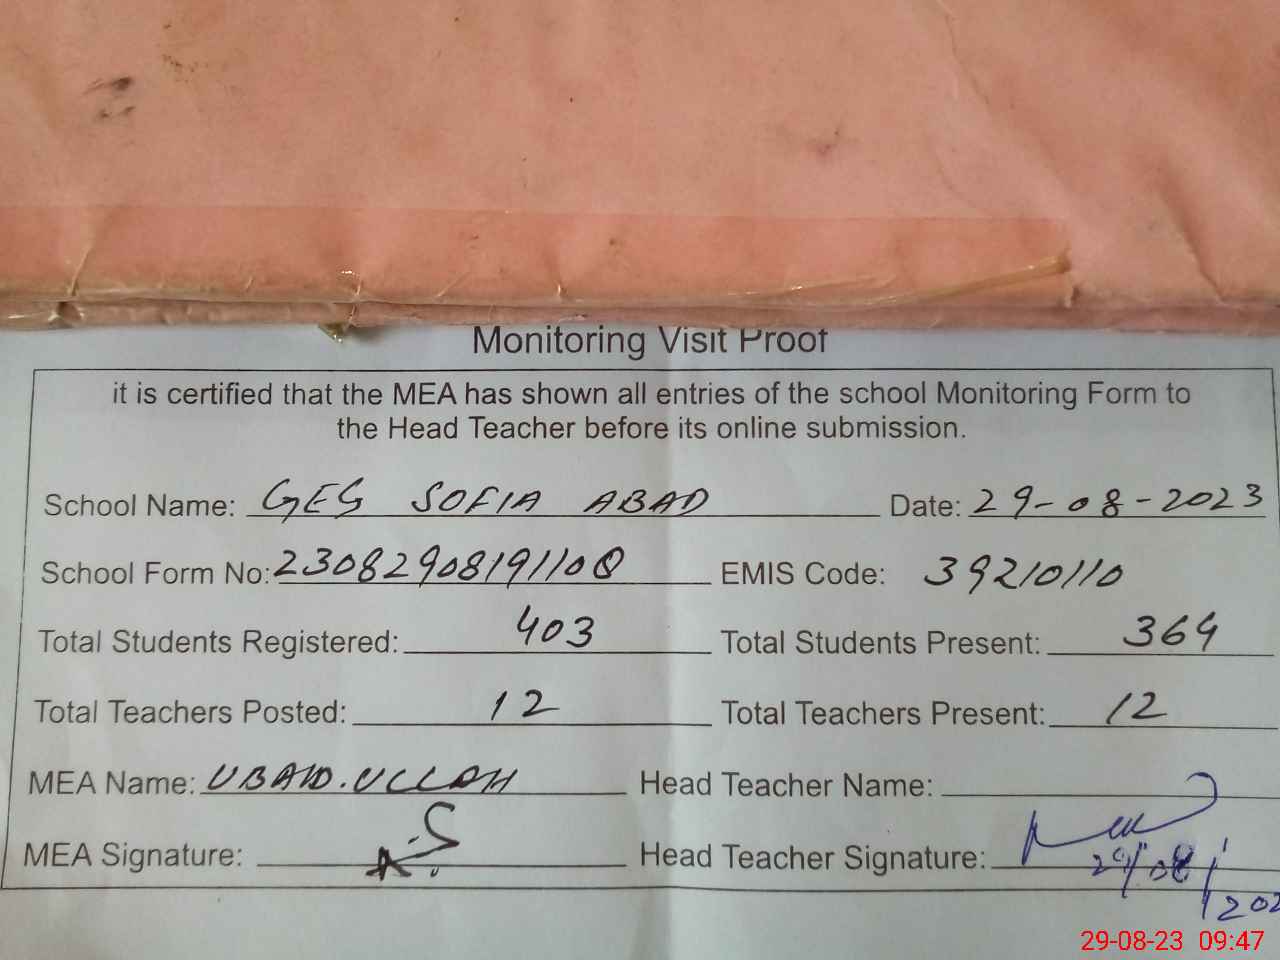 Monitoring Visit Proof
it is certified that the MEA has shown all entries of the school Monitoring Form to
the Head Teacher before its online submission.
School Name: GES SOFIA ABAD Date: 29-08-2023
School Form No: 23082908191108 EMIS Code: 39210110
Total Students Registered: 403 Total Students Present: 364
Total Teachers Posted: 12 Total Teachers Present: 12
MEA Name: UBAID.ULLAH Head Teacher Name:
MEA Signature: Head Teacher Signature:
29/08/202
29-08-23 09:47